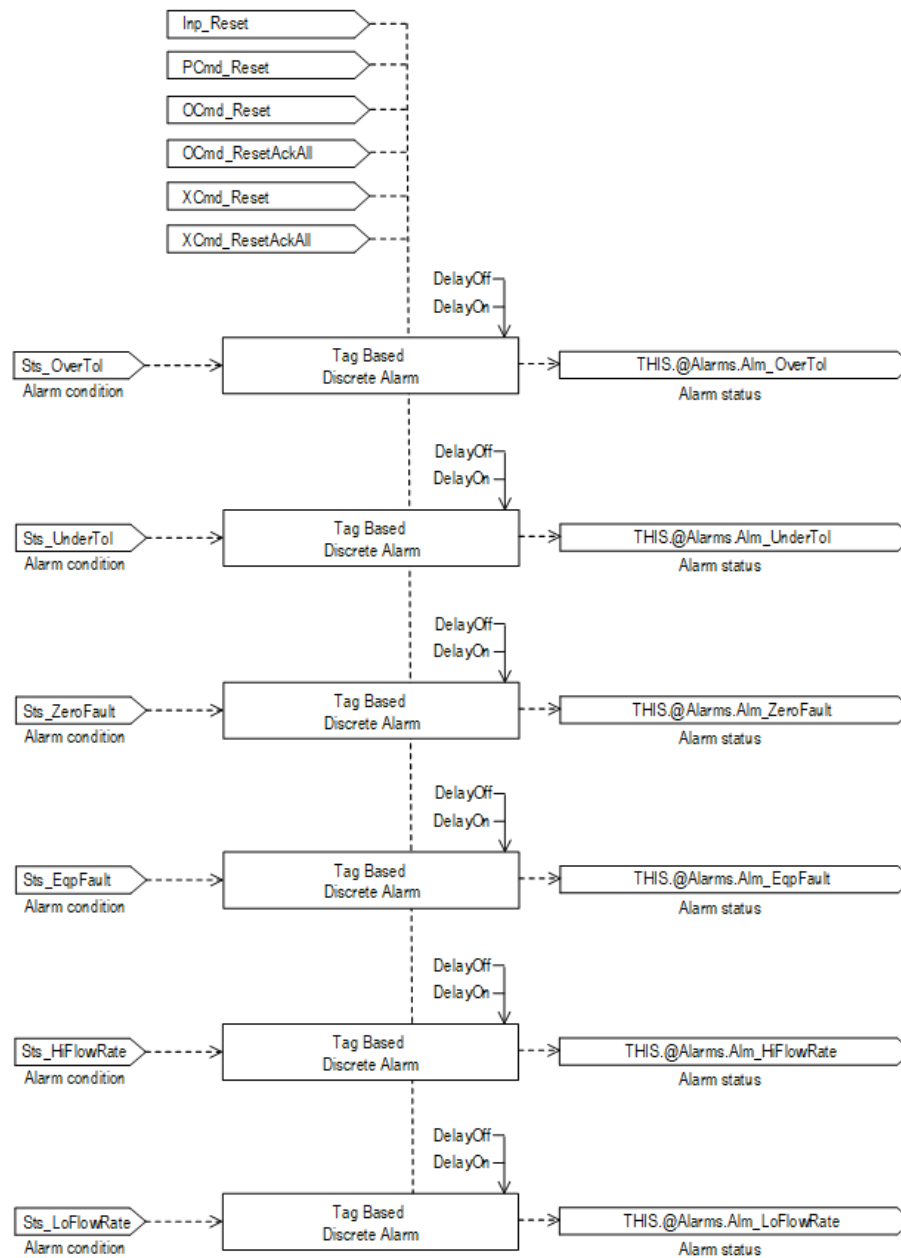 Inp_Reset
PCmd_Reset
OCmd_Reset
OCmd_ResetAckAll
XCmd_Reset
XCmd_ResetAckAll
DelayOff
DelayOn
Sts_OverTol
Alarm condition
Tag Based
Discrete Alarm
THIS.@Alarms.Alm_OverTol
Alarm status
DelayOff
DelayOn
Sts_UnderTol
Alarm condition
Tag Based
Discrete Alarm
THIS.@Alarms.Alm_UnderTol
Alarm status
DelayOff
DelayOn
Sts_ZeroFault
Alarm condition
Tag Based
Discrete Alarm
THIS.@Alarms.Alm_ZeroFault
Alarm status
DelayOff
DelayOn
Sts_EqpFault
Alarm condition
Tag Based
Discrete Alarm
THIS.@Alarms.Alm_EqpFault
Alarm status
DelayOff
DelayOn
Sts_HiFlowRate
Alarm condition
Tag Based
Discrete Alarm
THIS.@Alarms.Alm_HiFlowRate
Alarm status
DelayOff
DelayOn
Sts_LoFlowRate
Alarm condition
Tag Based
Discrete Alarm
THIS.@Alarms.Alm_LoFlowRate
Alarm status